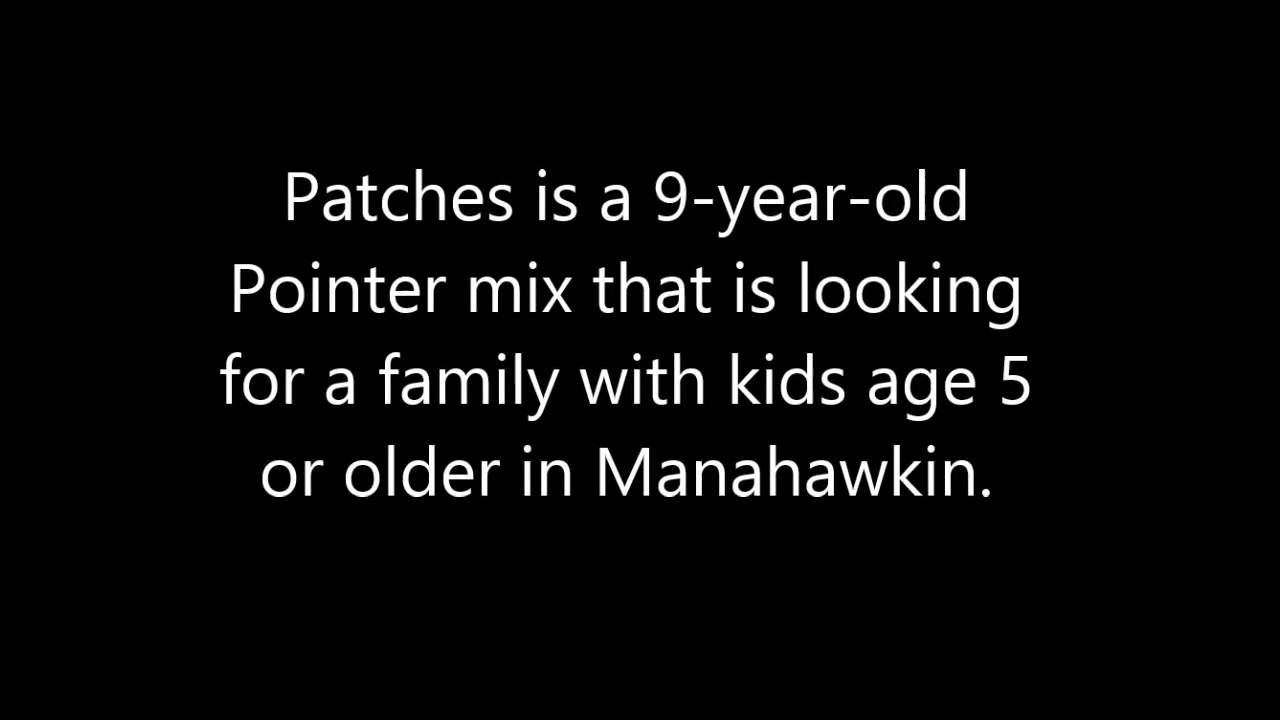 Patches is a 9-year-old
Pointer mix that is looking
for a family with kids age 5
or older in Manahawkin.